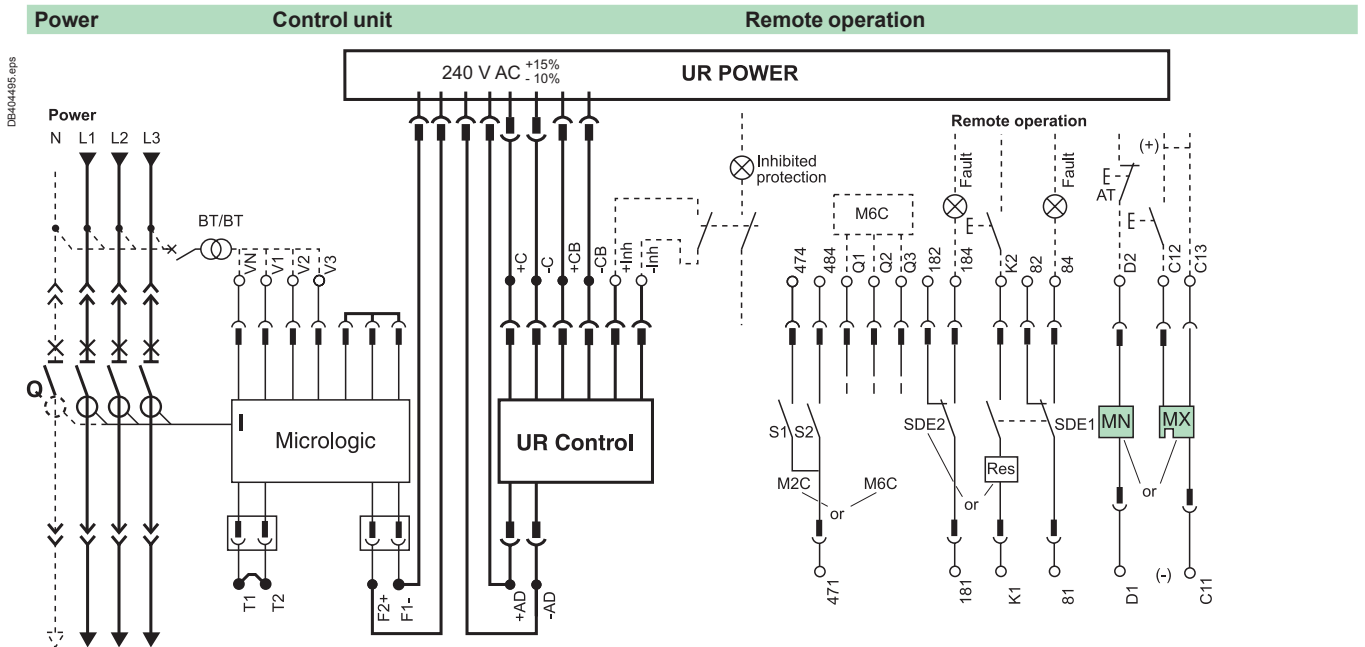 Power Control unit Remote operation
DB404495.eps
240 V AC +15% - 10% UR POWER
Power
N L1 L2 L3
Remote operation
(+)
Inhibited
protection
Fault
Fault
AT
BT/BT
M6C
VN V1 V2 V3
+C -C +CB -CB +Inh -Inh
474 484 Q1 Q2 Q3 182 184 K2 82 84 D2 C12 C13
Q
I
Micrologic
UR Control
S1 S2
SDE2
SDE1
MN
MX
Res
M2C M6C
or
or
or
T1 T2
F2+ F1-
+AD -AD
471
181
K1
81
D1
(-)
C11